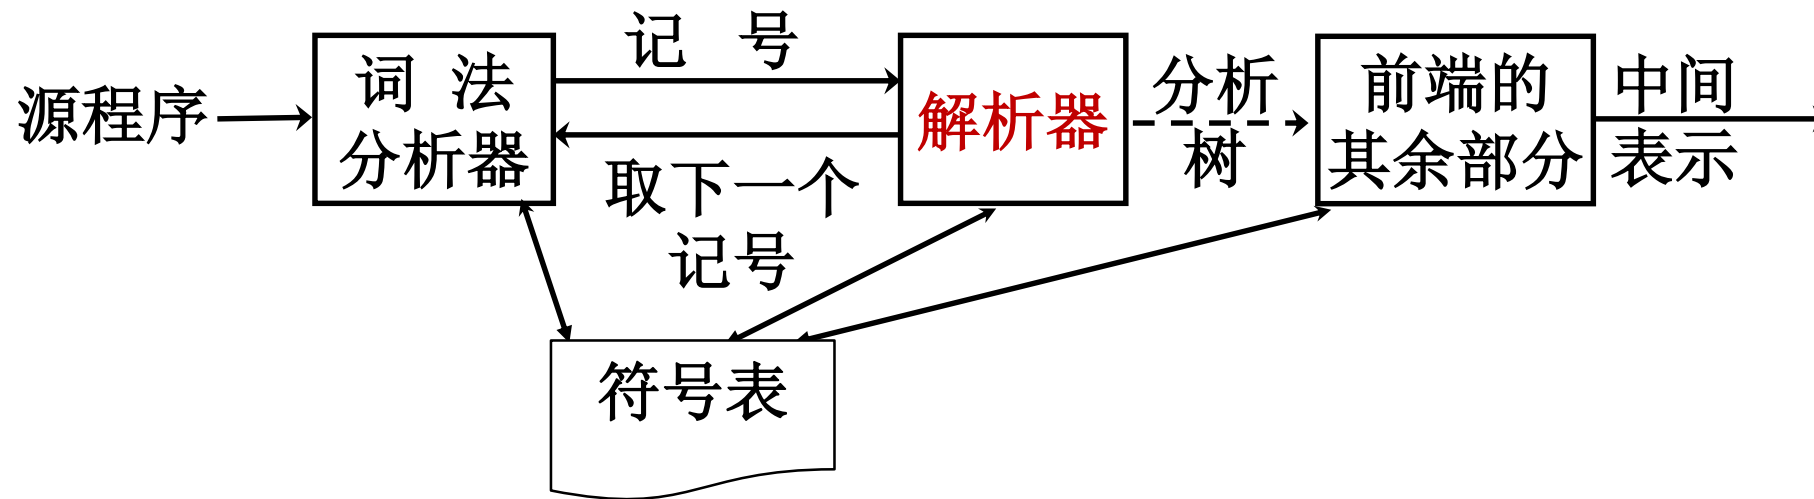 源程序
词 法
分析器
记 号
取下一个
记号
解析器
分析
树
前端的
其余部分
中间
表示
符号表